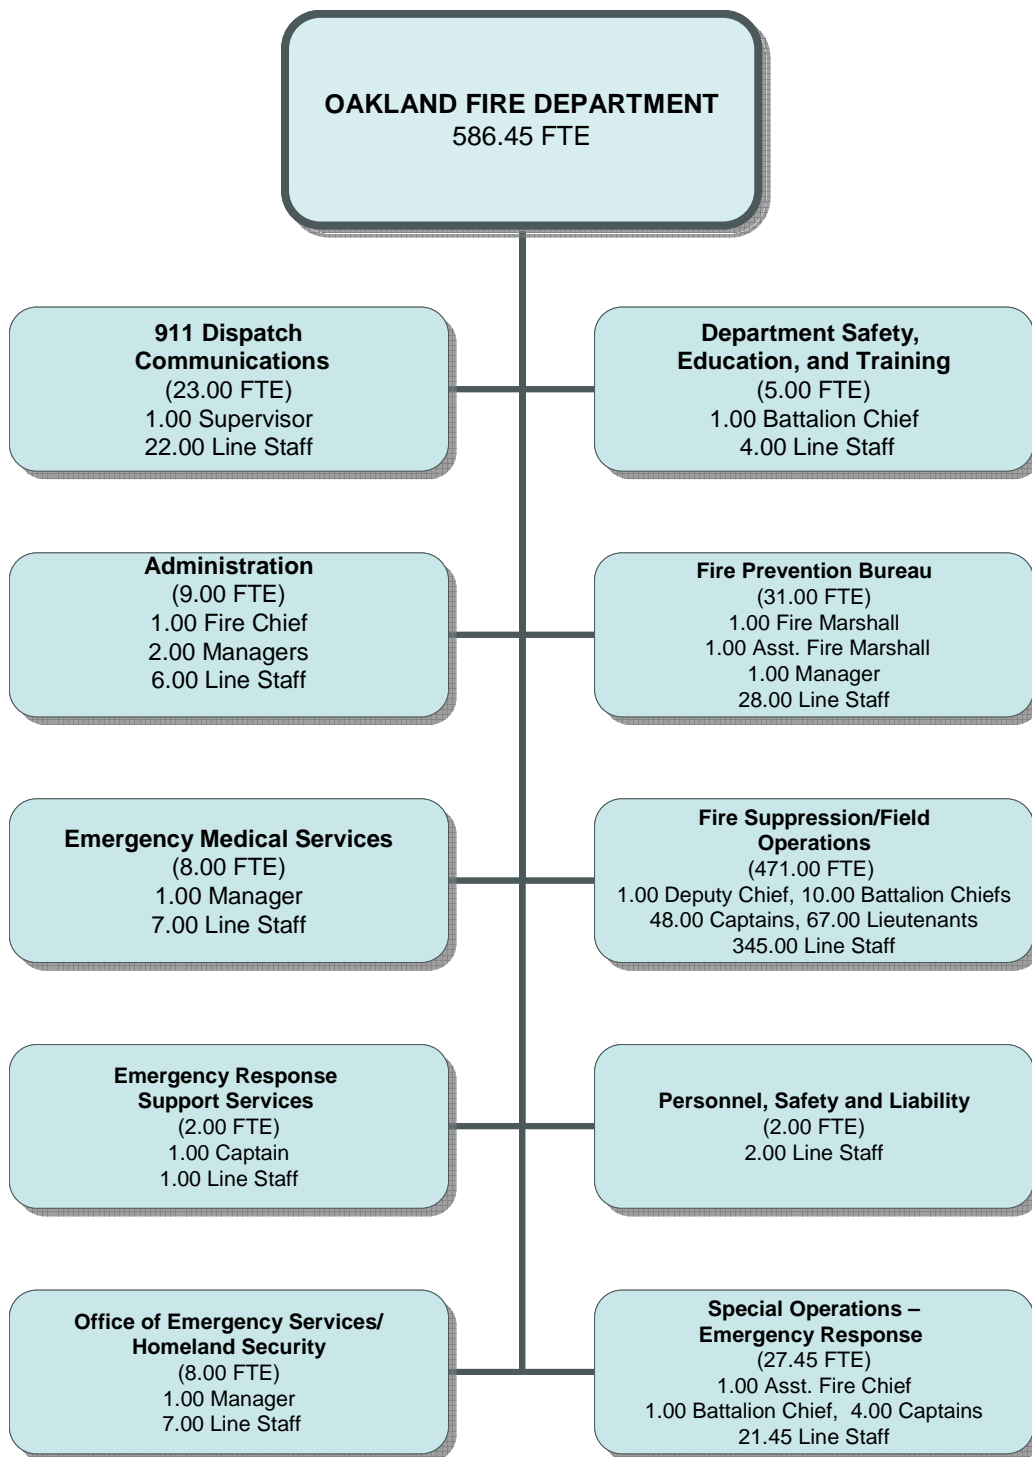 OAKLAND FIRE DEPARTMENT
586.45 FTE
911 Dispatch
Communications
(23.00 FTE)
1.00 Supervisor
22.00 Line Staff
Department Safety,
Education, and Training
(5.00 FTE)
1.00 Battalion Chief
4.00 Line Staff
Administration
(9.00 FTE)
1.00 Fire Chief
2.00 Managers
6.00 Line Staff
Fire Prevention Bureau
(31.00 FTE)
1.00 Fire Marshall
1.00 Asst. Fire Marshall
1.00 Manager
28.00 Line Staff
Emergency Medical Services
(8.00 FTE)
1.00 Manager
7.00 Line Staff
Fire Suppression/Field
Operations
(471.00 FTE)
1.00 Deputy Chief, 10.00 Battalion Chiefs
48.00 Captains, 67.00 Lieutenants
345.00 Line Staff
Emergency Response
Support Services
(2.00 FTE)
1.00 Captain
1.00 Line Staff
Personnel, Safety and Liability
(2.00 FTE)
2.00 Line Staff
Office of Emergency Services/
Homeland Security
(8.00 FTE)
1.00 Manager
7.00 Line Staff
Special Operations –
Emergency Response
(27.45 FTE)
1.00 Asst. Fire Chief
1.00 Battalion Chief, 4.00 Captains
21.45 Line Staff